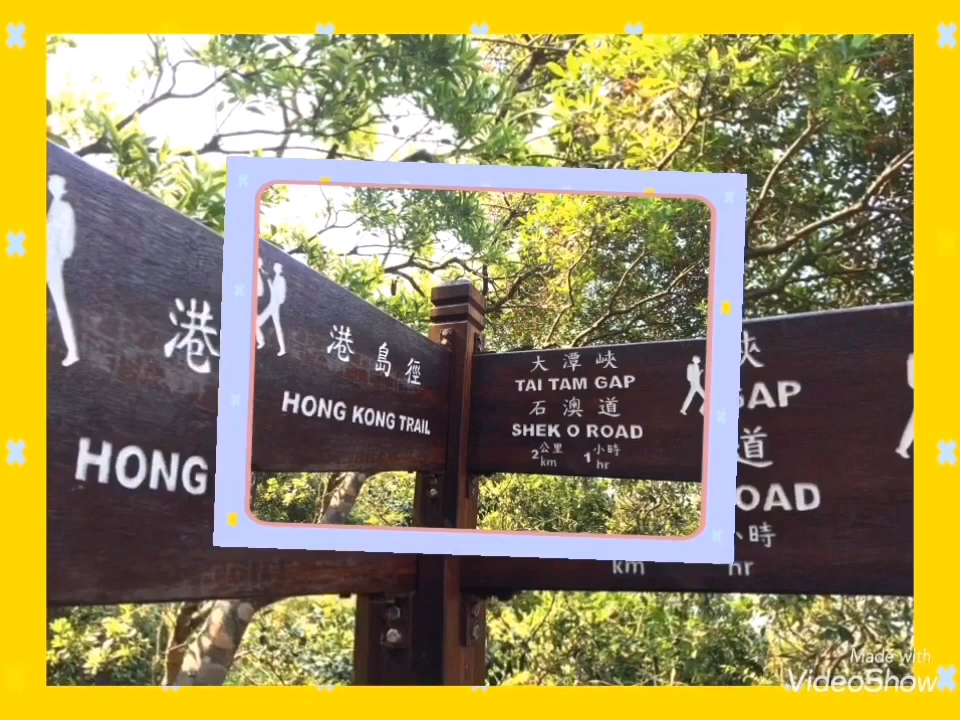 港島徑
HONG KONG TRAIL
大潭峽
TAI TAM GAP
石澳道
SHEK O ROAD
2公里 km 1小時 hr
港
HONG
峽
GAP
道
OAD
時
km hr
Made with
VideoShow